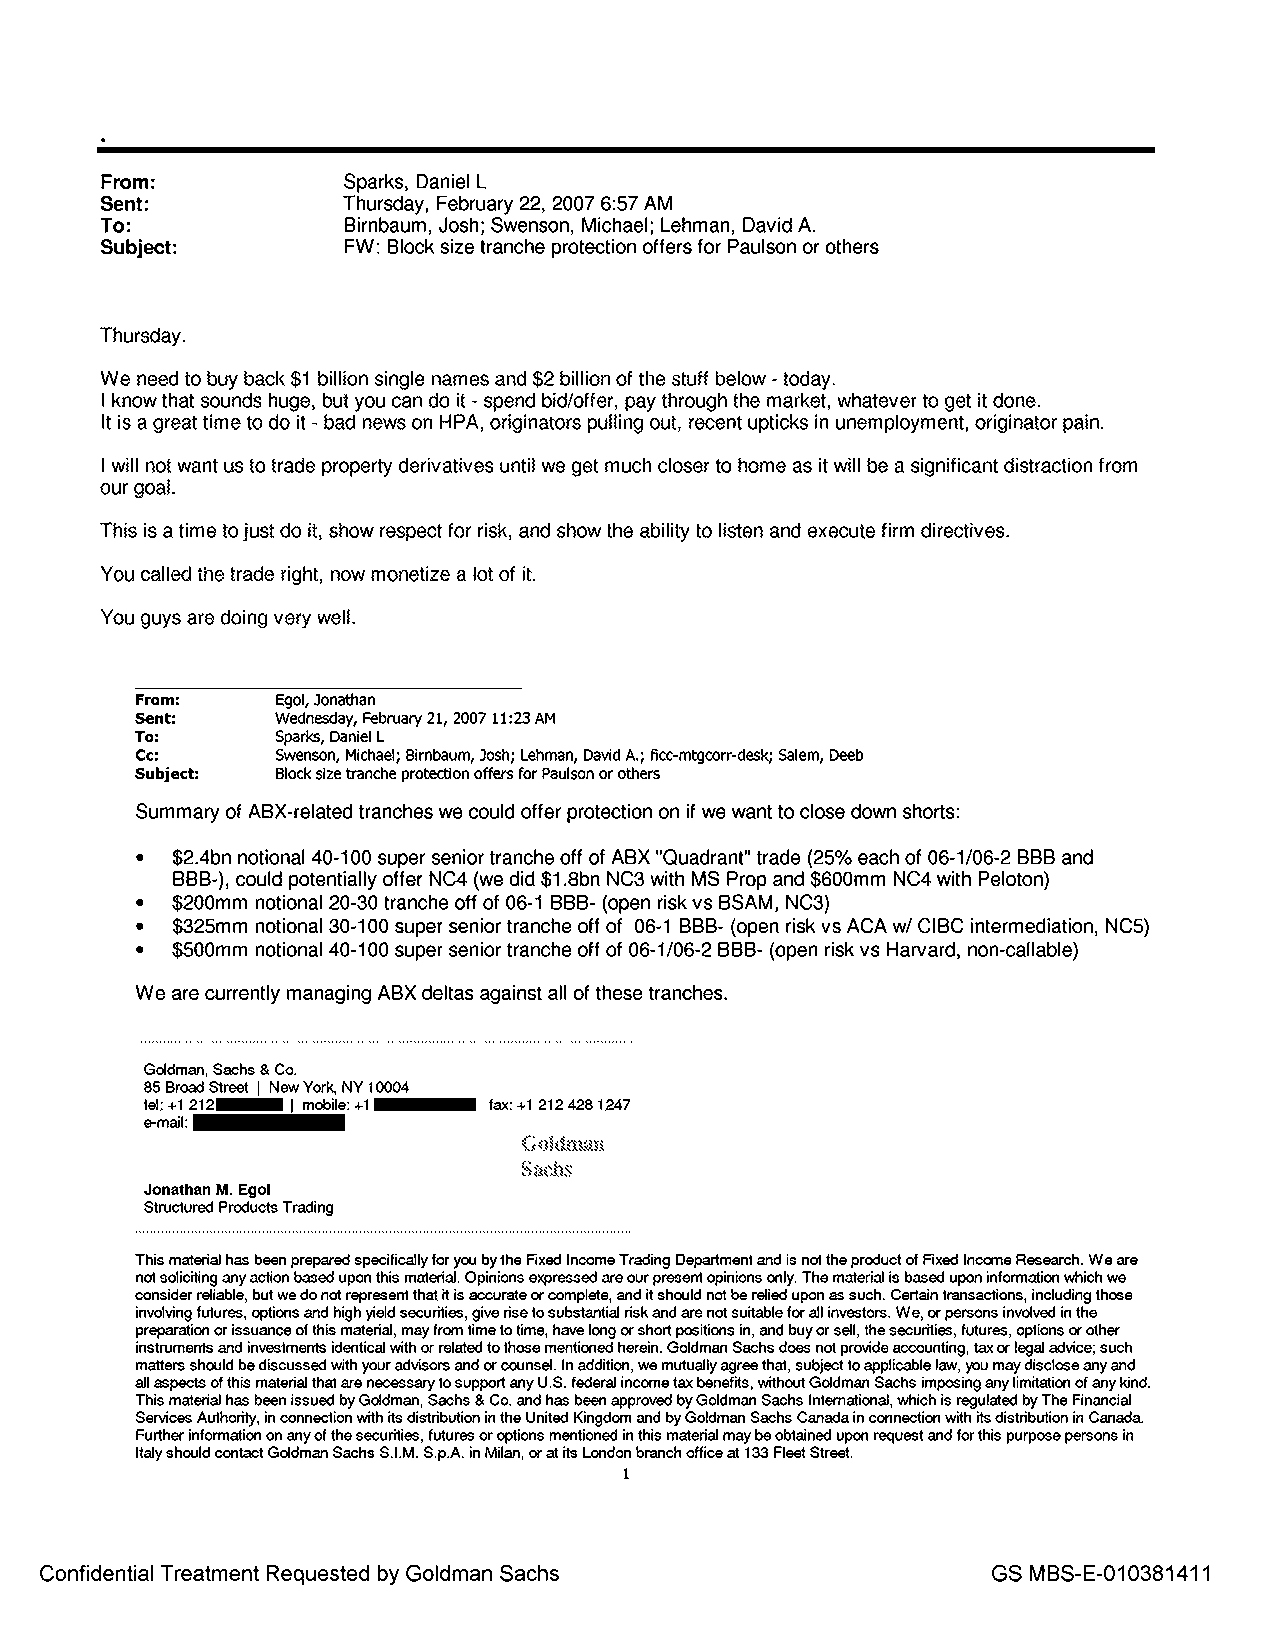 From: Sparks, Daniel L
Sent: Thursday, February 22, 2007 6:57 AM
To: Birnbaum, Josh; Swenson, Michael; Lehman, David A.
Subject: FW: Block size tranche protection offers for Paulson or others
Thursday.
We need to buy back $1 billion single names and $2 billion of the stuff below - today.
I know that sounds huge, but you can do it - spend bid/offer, pay through the market, whatever to get it done.
It is a great time to do it - bad news on HPA, originators pulling out, recent upticks in unemployment, originator pain.
I will not want us to trade property derivatives until we get much closer to home as it will be a significant distraction from
our goal.
This is a time to just do it, show respect for risk, and show the ability to listen and execute firm directives.
You called the trade right, now monetize a lot of it.
You guys are doing very well.
From: Egol, Jonathan
Sent: Wednesday, February 21, 2007 11:23 AM
To: Sparks, Daniel L
Cc: Swenson, Michael; Birnbaum, Josh; Lehman, David A.; ficc-mtgcorr-desk; Salem, Deeb
Subject: Block size tranche protection offers for Paulson or others
Summary of ABX-related tranches we could offer protection on if we want to close down shorts:
• $2.4bn notional 40-100 super senior tranche off of ABX "Quadrant" trade (25% each of 06-1/06-2 BBB and
BBB-), could potentially offer NC4 (we did $1.8bn NC3 with MS Prop and $600mm NC4 with Peloton)
• $200mm notional 20-30 tranche off of 06-1 BBB- (open risk vs BSAM, NC3)
• $325mm notional 30-100 super senior tranche off of 06-1 BBB- (open risk vs ACA w/ CIBC intermediation, NC5)
• $500mm notional 40-100 super senior tranche off of 06-1/06-2 BBB- (open risk vs Harvard, non-callable)
We are currently managing ABX deltas against all of these tranches.
Goldman, Sachs & Co.
85 Broad Street | New York, NY 10004
tel: +1 212 | mobile: +1 fax: +1 212 428 1247
e-mail:
Goldman
Sachs
Jonathan M. Egol
Structured Products Trading
This material has been prepared specifically for you by the Fixed Income Trading Department and is not the product of Fixed Income Research. We are
not soliciting any action based upon this material. Opinions expressed are our present opinions only. The material is based upon information which we
consider reliable, but we do not represent that it is accurate or complete, and it should not be relied upon as such. Certain transactions, including those
involving futures, options and high yield securities, give rise to substantial risk and are not suitable for all investors. We, or persons involved in the
preparation or issuance of this material, may from time to time, have long or short positions in, and buy or sell, the securities, futures, options or other
instruments and investments identical with or related to those mentioned herein. Goldman Sachs does not provide accounting, tax or legal advice; such
matters should be discussed with your advisors and or counsel. In addition, we mutually agree that, subject to applicable law, you may disclose any and
all aspects of this material that are necessary to support any U.S. federal income tax benefits, without Goldman Sachs imposing any limitation of any kind.
This material has been issued by Goldman, Sachs & Co. and has been approved by Goldman Sachs International, which is regulated by The Financial
Services Authority, in connection with its distribution in the United Kingdom and by Goldman Sachs Canada in connection with its distribution in Canada.
Further information on any of the securities, futures or options mentioned in this material may be obtained upon request and for this purpose persons in
Italy should contact Goldman Sachs S.I.M. S.p.A. in Milan, or at its London branch office at 133 Fleet Street.
1
Confidential Treatment Requested by Goldman Sachs GS MBS-E-010381411